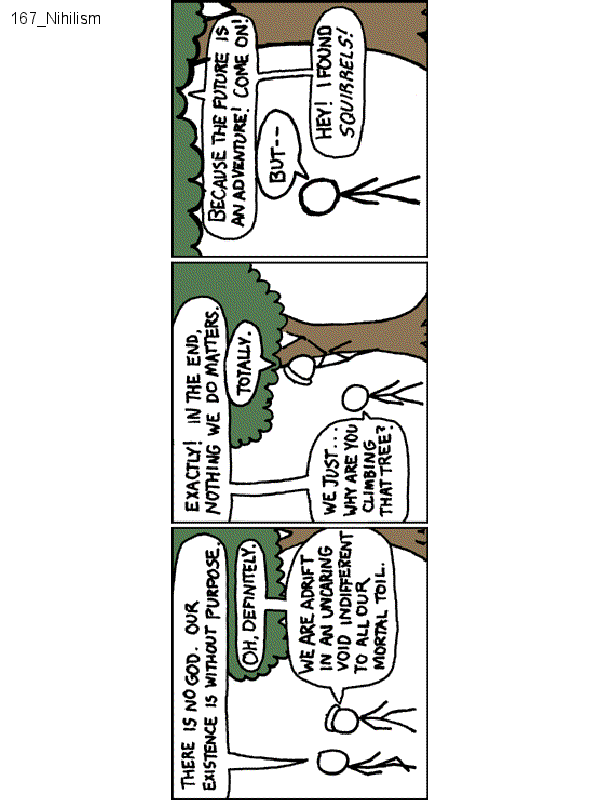 167_Nihilism
THERE IS NO GOD. OUR
EXISTENCE IS WITHOUT PURPOSE.
OH, DEFINITELY.
WE ARE ADRIFT
IN AN UNCARING
VOID INDIFFERENT
TO ALL OUR
MORTAL TOIL.
EXACTLY! IN THE END,
NOTHING WE DO MATTERS.
TOTALLY.
WE JUST...
WHY ARE YOU
CLIMBING
THAT TREE?
BECAUSE THE FUTURE IS
AN ADVENTURE! COME ON!
BUT--
HEY! I FOUND
SQUIRRELS!